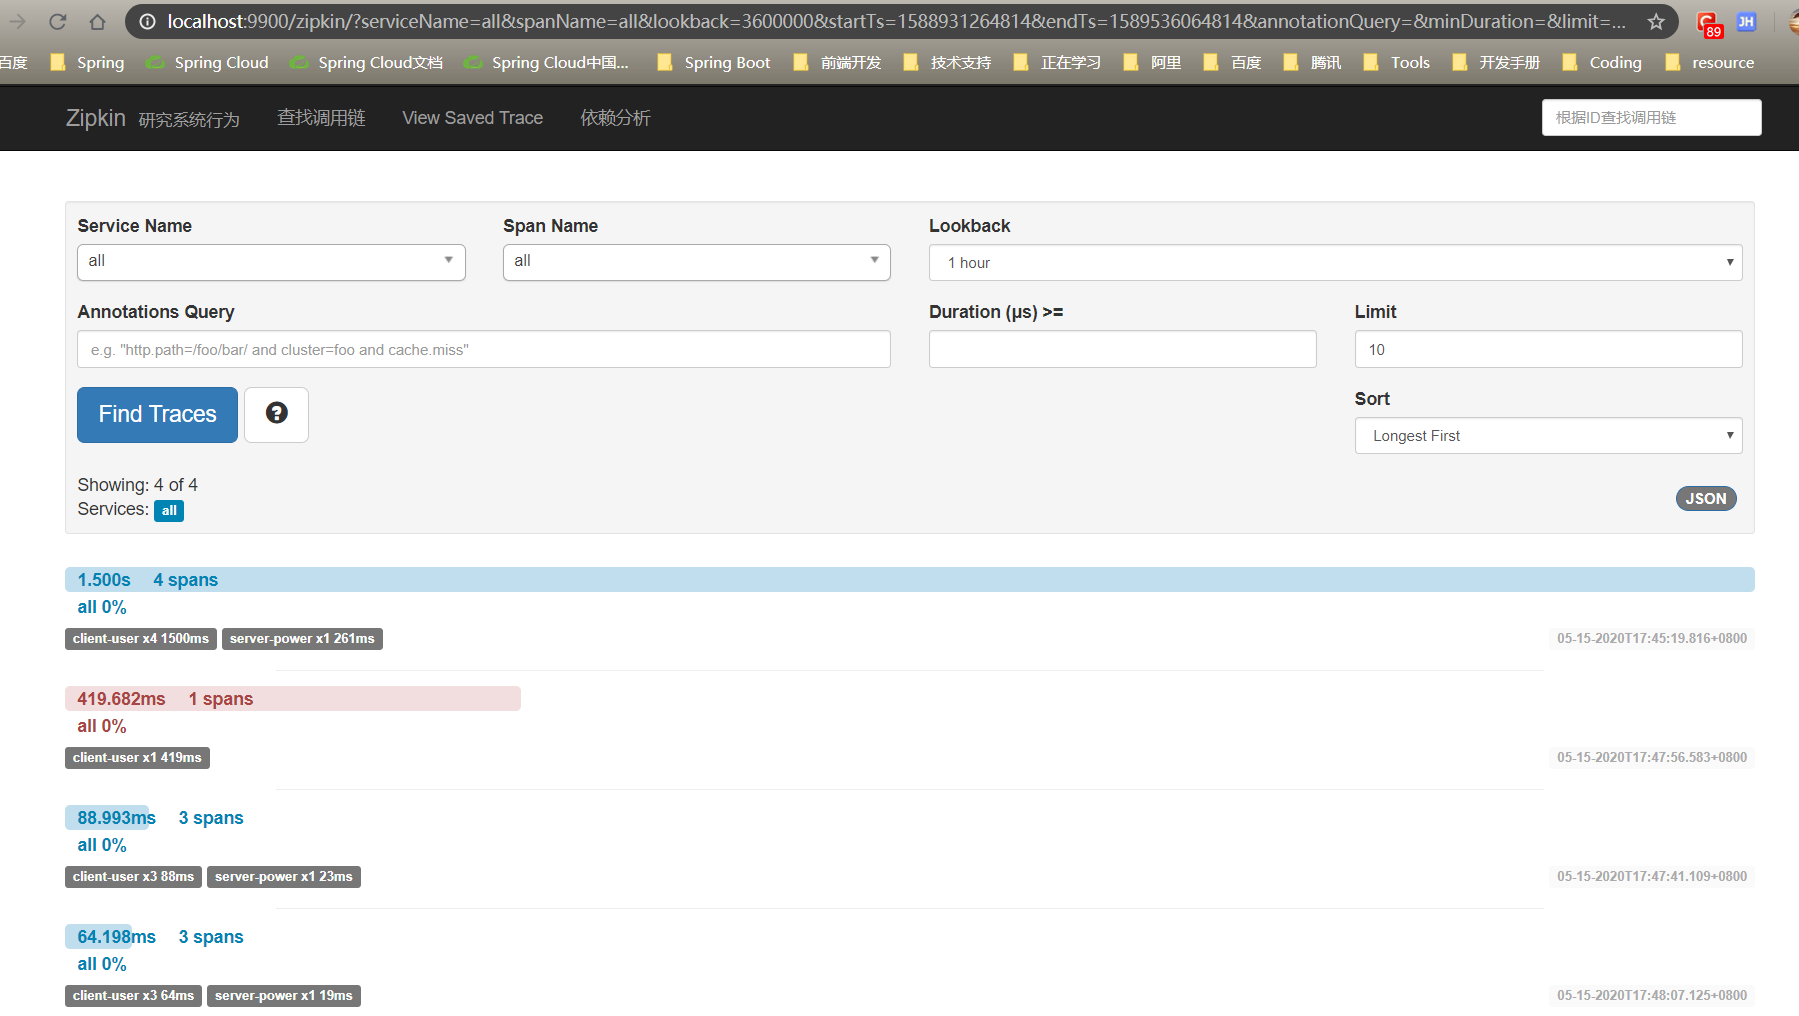 localhost:9900/zipkin/?serviceName=all&spanName=all&lookback=3600000&startTs=1588931264814&endTs=1589536064814&annotationQuery=&minDuration=&limit=... 89 JH
百度 Spring Spring Cloud Spring Cloud文档 Spring Cloud中国... Spring Boot 前端开发 技术支持 正在学习 阿里 百度 腾讯 Tools 开发手册 Coding resource
Zipkin 研究系统行为 查找调用链 View Saved Trace 依赖分析 根据ID查找调用链
Service Name Span Name Lookback
all all 1 hour
Annotations Query Duration (μs) >= Limit
e.g. "http.path=/foo/bar/ and cluster=foo and cache.miss" 10
Find Traces ?
Sort
Longest First
Showing: 4 of 4
Services: all
JSON
1.500s 4 spans
all 0%
client-user x4 1500ms server-power x1 261ms 05-15-2020T17:45:19.816+0800
419.682ms 1 spans
all 0%
client-user x1 419ms 05-15-2020T17:47:56.583+0800
88.993ms 3 spans
all 0%
client-user x3 88ms server-power x1 23ms 05-15-2020T17:47:41.109+0800
64.198ms 3 spans
all 0%
client-user x3 64ms server-power x1 19ms 05-15-2020T17:48:07.125+0800